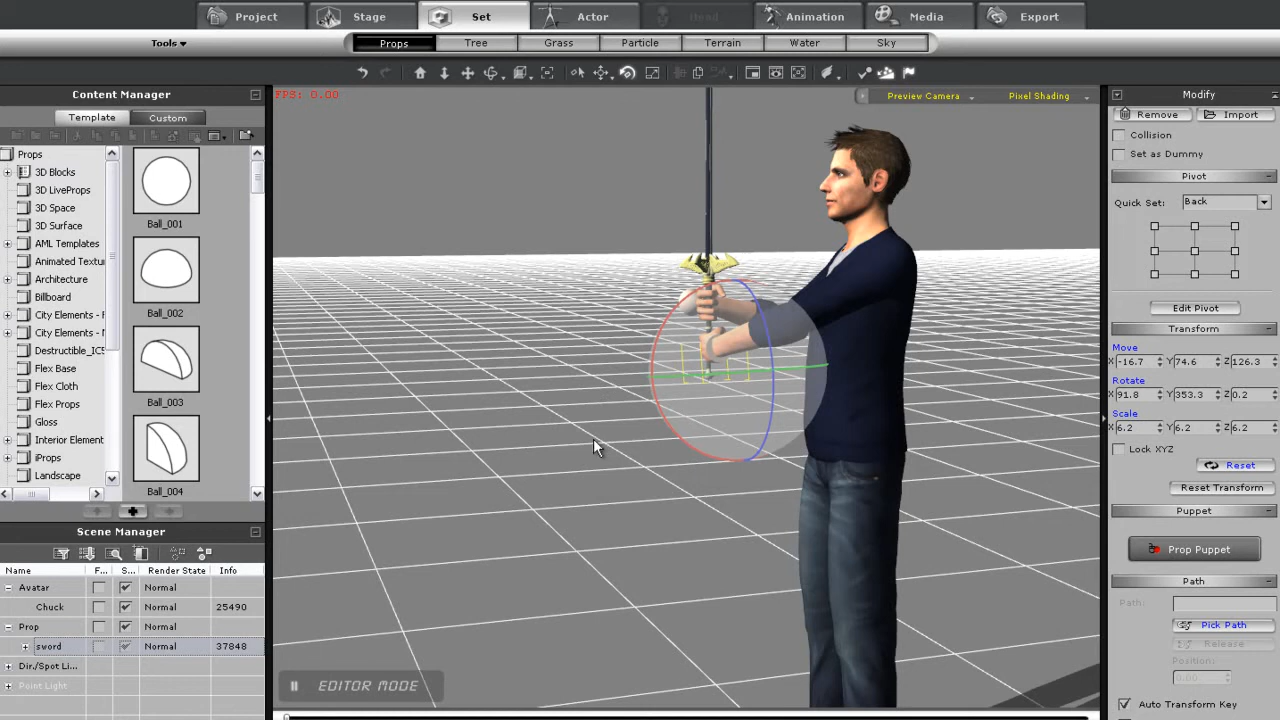 Project Stage Set Actor Head Animation Media Export
Tools Props Tree Grass Particle Terrain Water Sky
Content Manager
Template Custom
Props
3D Blocks
3D LiveProps
3D Space
3D Surface
AML Templates
Animated Textu
Architecture
Billboard
City Elements - I
City Elements - M
Destructible_IC5
Flex Basic
Flex Cloth
Flex Props
Gloss
Intermediate
iProps
Landscape
Ball_001
Ball_002
Ball_003
Ball_004
Scene Manager
Name F... S... Render State Info
Avatar Normal
Chuck Normal 25490
Prop Normal
sword Normal 37848
Dir./Spot Li...
Point Light
FPS: 0.00
Preview Camera Pixel Shading
EDITOR MODE
Modify
Remove Import
Collision
Set as Dummy
Pivot
Quick Set: Back
Edit Pivot
Transform
Move
X -16.7 Y 74.6 Z 126.3
Rotate
X 91.8 Y 353.3 Z 0.2
Scale
X 6.2 Y 6.2 Z 6.2
Lock XYZ
Reset
Reset Transform
Puppet
Prop Puppet
Path
Path:
Pick Path
Release
Position:
0.00
Auto Transform Key